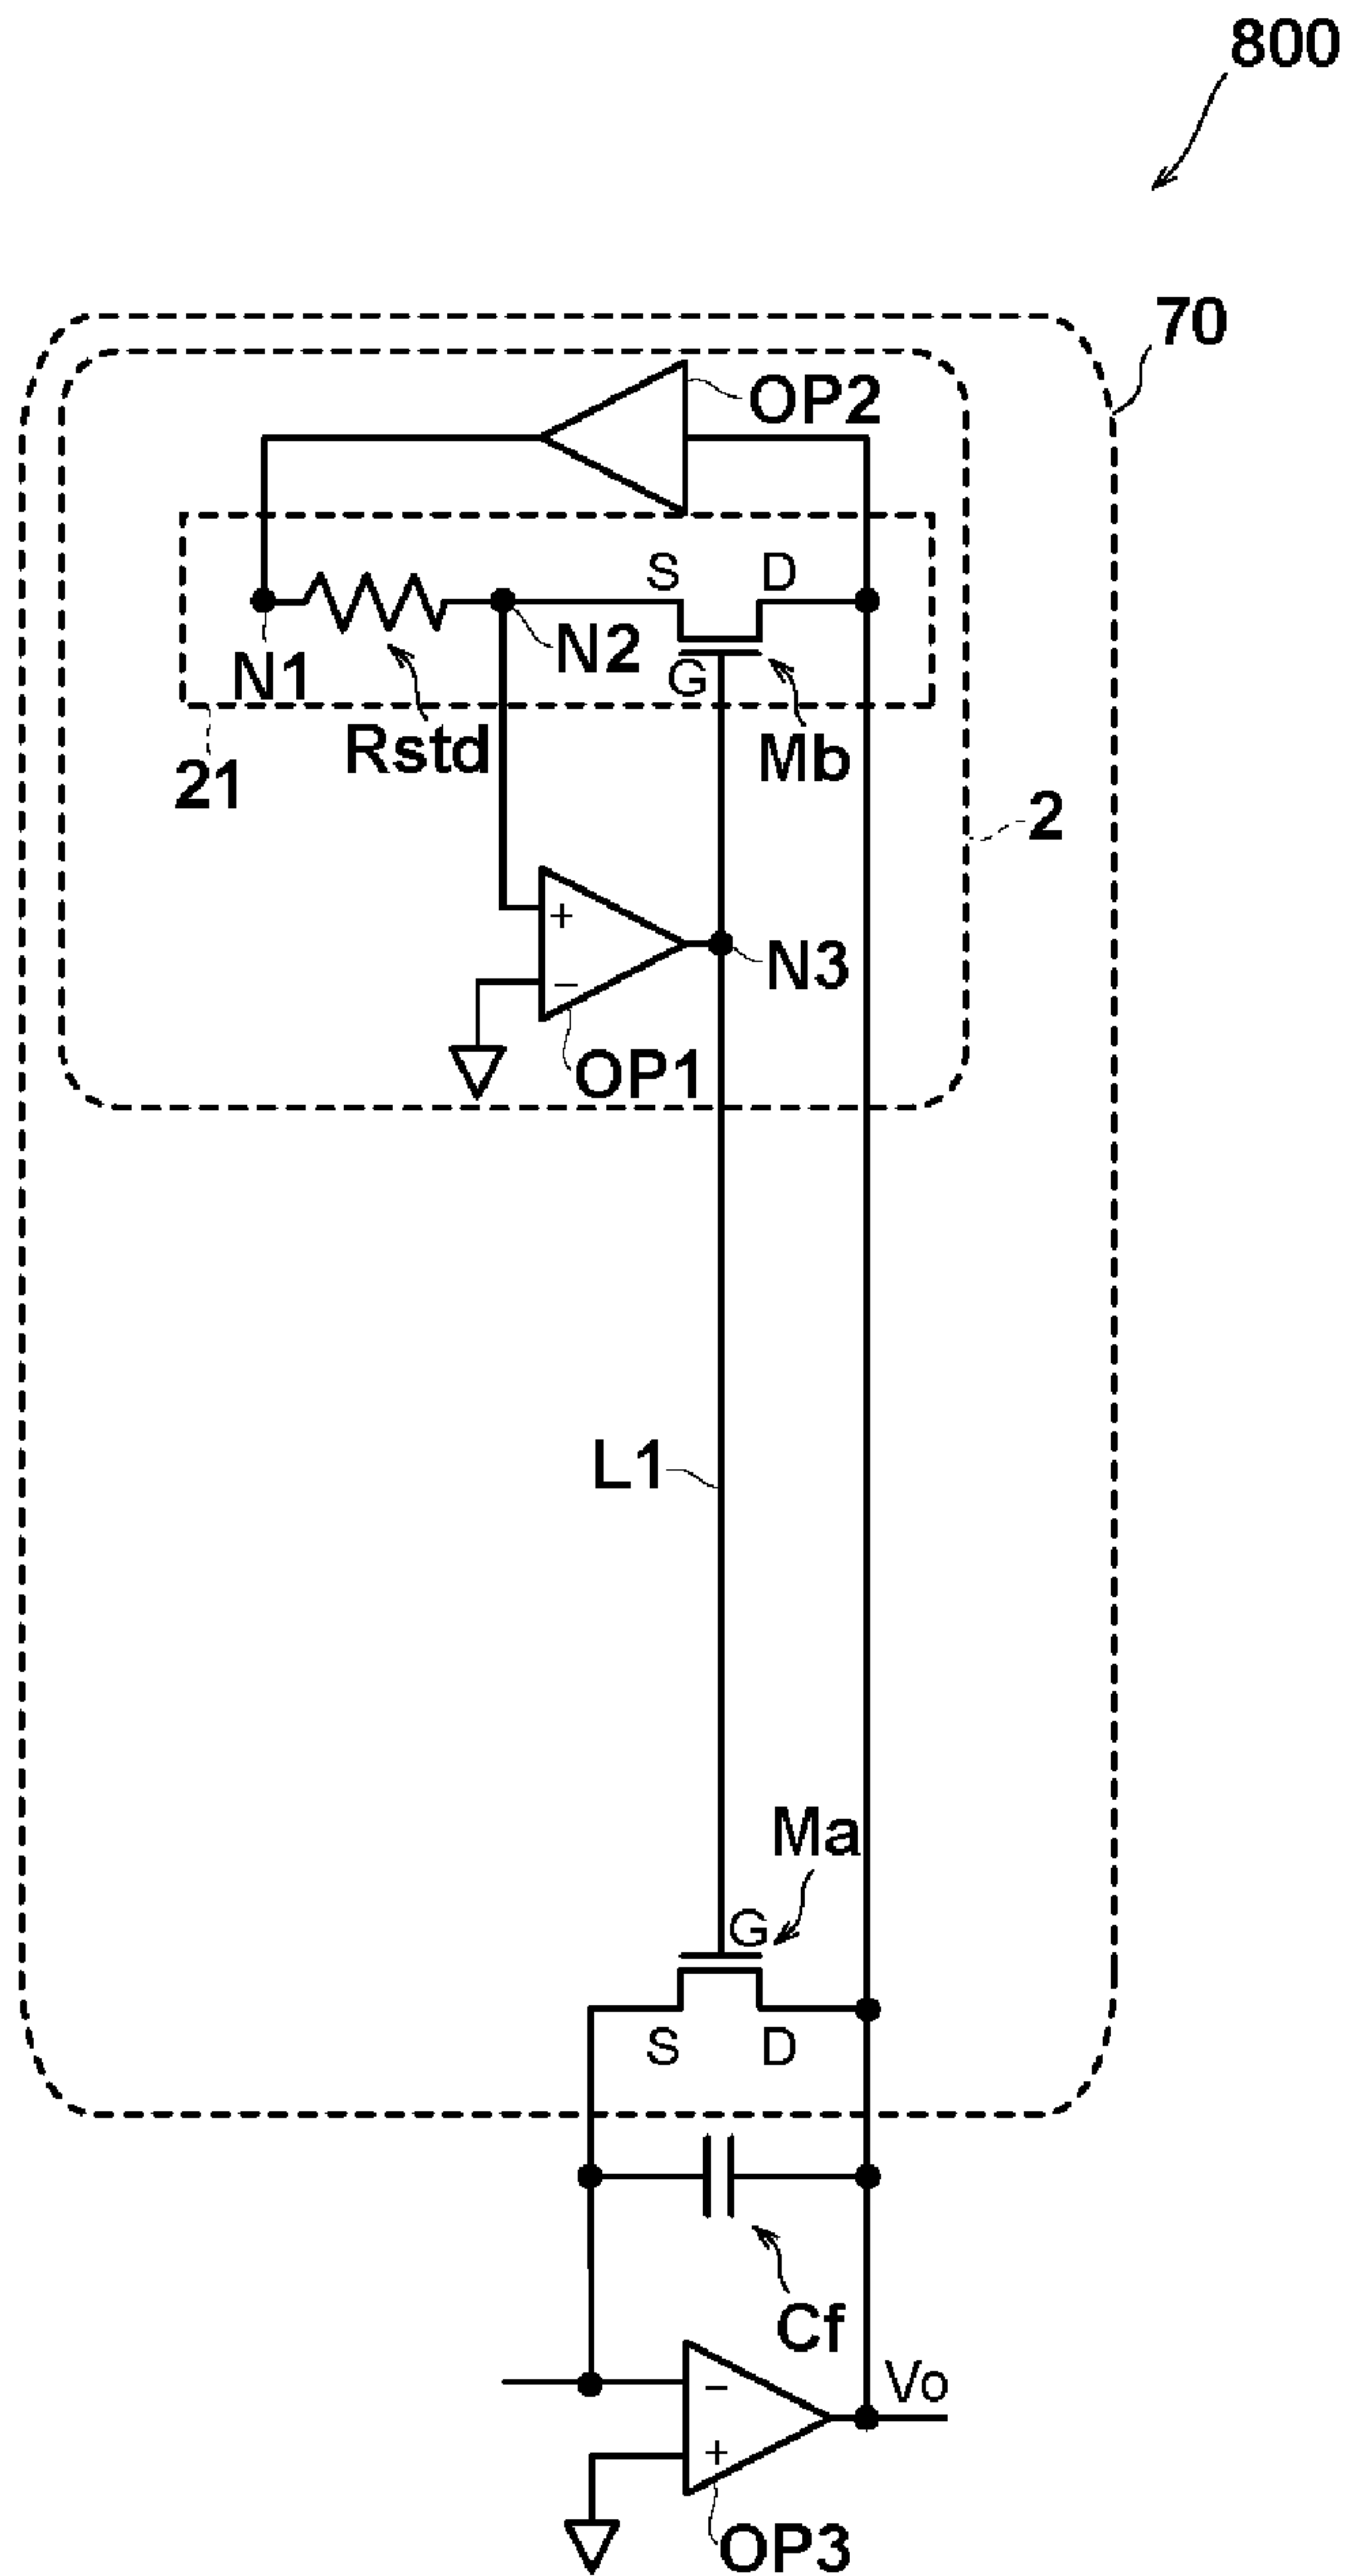 800
70
OP2
S D
N1
N2
G
Rstd
Mb
21
2
+
N3
−
OP1
L1
Ma
G
S D
Cf
Vo
−
+
OP3